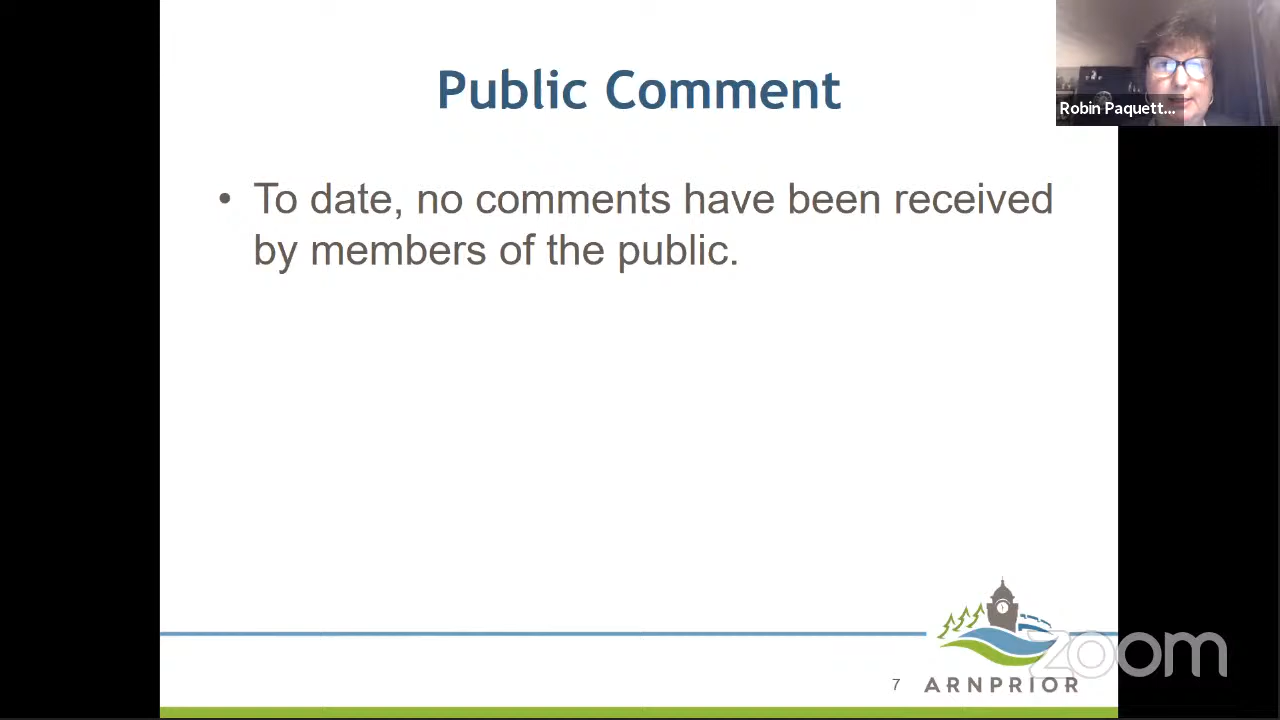 Public Comment
Robin Paquett...
• To date, no comments have been received
by members of the public.
zoom
7
ARNPRIOR